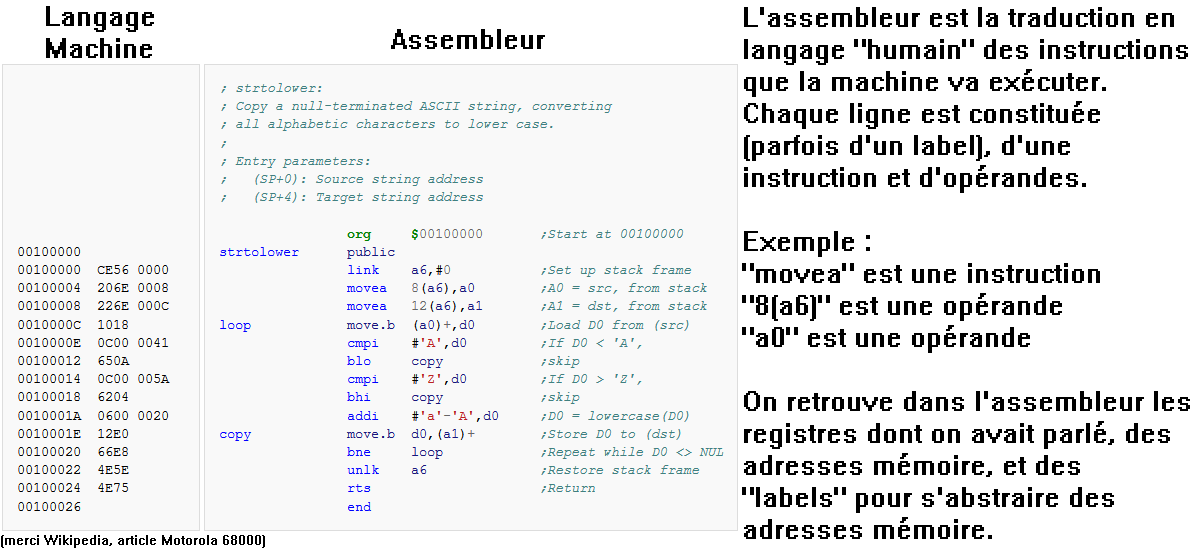 Langage
Machine
Assembleur
; strtolower:
; Copy a null-terminated ASCII string, converting
; all alphabetic characters to lower case.
;
; Entry parameters:
;   (SP+0): Source string address
;   (SP+4): Target string address
org $00100000 ;Start at 00100000
00100000 strtolower public
00100000 CE56 0000 link a6,#0 ;Set up stack frame
00100004 206E 0008 movea 8(a6),a0 ;A0 = src, from stack
00100008 226E 000C movea 12(a6),a1 ;A1 = dst, from stack
0010000C 1018 loop move.b (a0)+,d0 ;Load D0 from (src)
0010000E 0C00 0041 cmpi #'A',d0 ;If D0 < 'A',
00100012 650A blo copy ;skip
00100014 0C00 005A cmpi #'Z',d0 ;If D0 > 'Z',
00100018 6204 bhi copy ;skip
0010001A 0600 0020 addi #'a'-'A',d0 ;D0 = lowercase(D0)
0010001E 12E0 copy move.b d0,(a1)+ ;Store D0 to (dst)
00100020 66E8 bne loop ;Repeat while D0 <> NUL
00100022 4E5E unlk a6 ;Restore stack frame
00100024 4E75 rts ;Return
00100026 end
(merci Wikipedia, article Motorola 68000)
L'assembleur est la traduction en
langage "humain" des instructions
que la machine va exécuter.
Chaque ligne est constituée
(parfois d'un label), d'une
instruction et d'opérandes.
Exemple :
"movea" est une instruction
"8(a6)" est une opérande
"a0" est une opérande
On retrouve dans l'assembleur les
registres dont on avait parlé, des
adresses mémoire, et des
"labels" pour s'abstraire des
adresses mémoire.